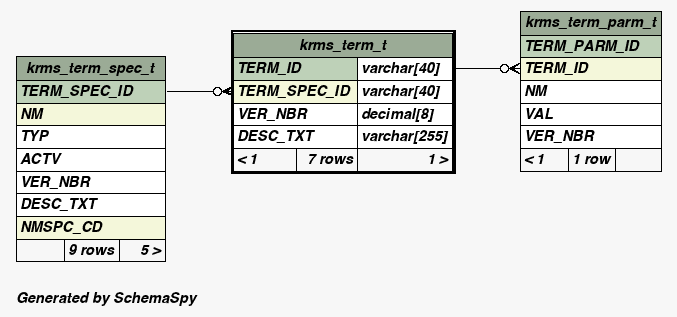 krms_term_spec_t
TERM_SPEC_ID
NM
TYP
ACTV
VER_NBR
DESC_TXT
NMSPC_CD
9 rows 5 >
krms_term_t
TERM_ID varchar[40]
TERM_SPEC_ID varchar[40]
VER_NBR decimal[8]
DESC_TXT varchar[255]
< 1 7 rows 1 >
krms_term_parm_t
TERM_PARM_ID
TERM_ID
NM
VAL
VER_NBR
< 1 1 row
Generated by SchemaSpy